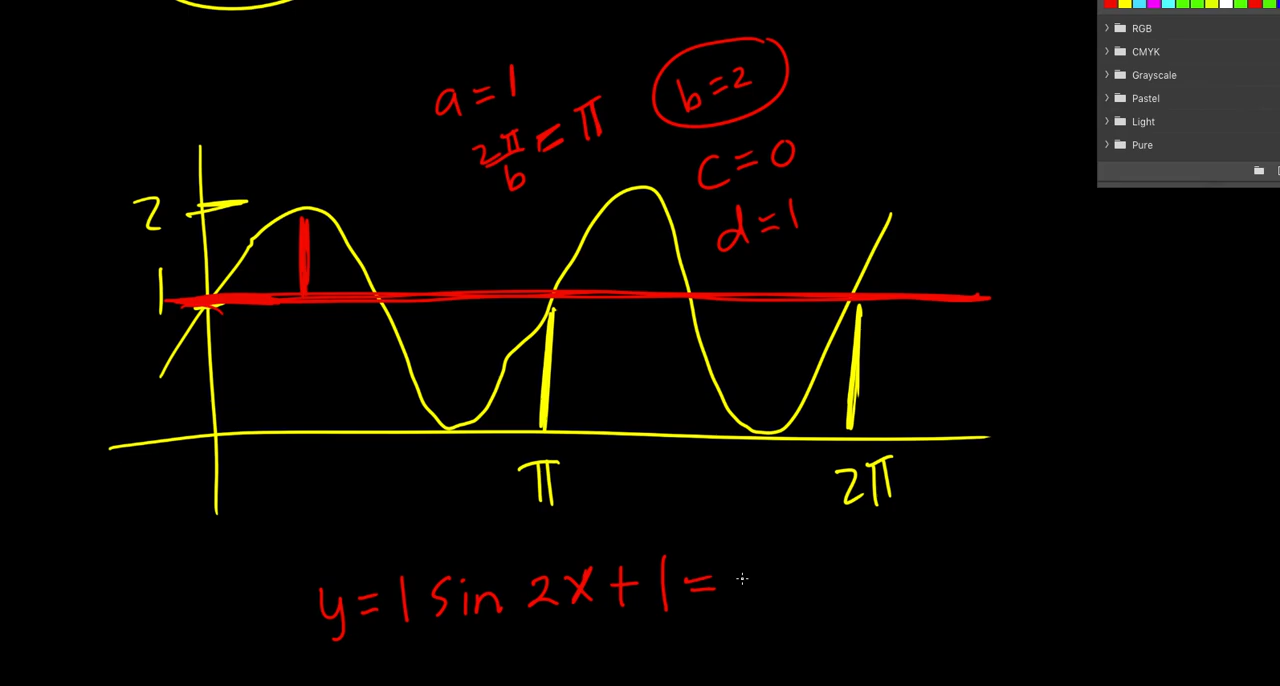 a=1
b=2
2π/b=π
c=0
d=1
2
1
π
2π
y=1 sin 2x+1=
RGB
CMYK
Grayscale
Pastel
Light
Pure